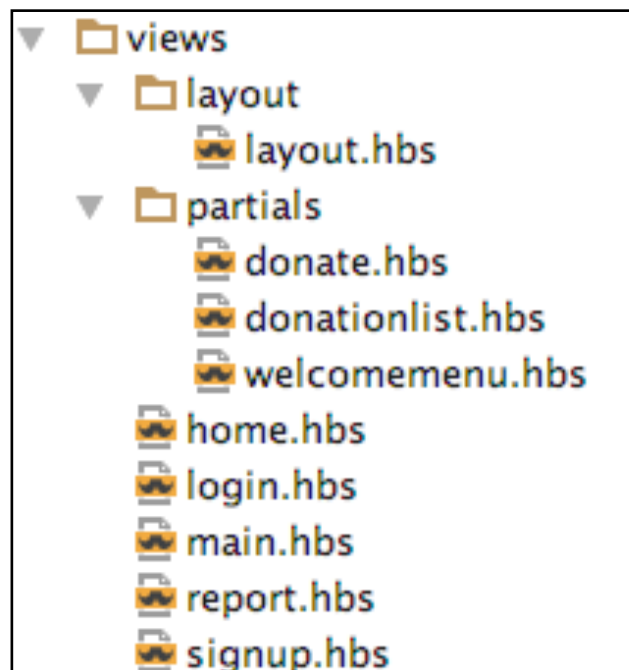 views
layout
layout.hbs
partials
donate.hbs
donationlist.hbs
welcomemenu.hbs
home.hbs
login.hbs
main.hbs
report.hbs
signup.hbs